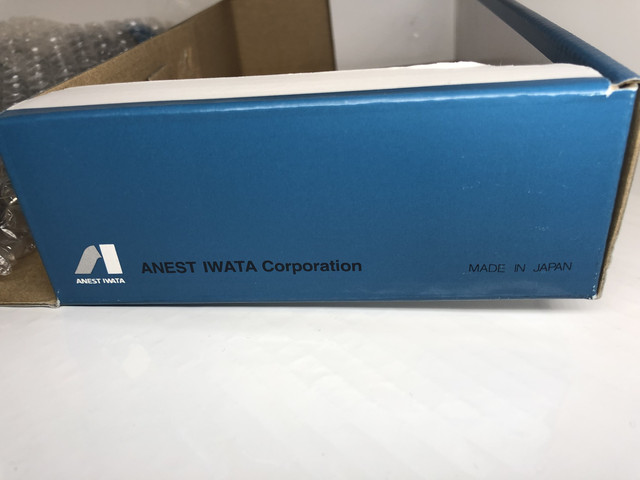 ANEST IWATA
ANEST IWATA Corporation
MADE IN JAPAN